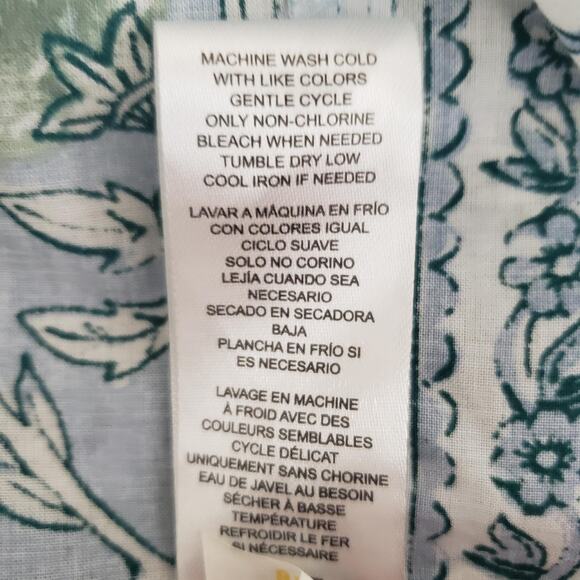 MACHINE WASH COLD
WITH LIKE COLORS
GENTLE CYCLE
ONLY NON-CHLORINE
BLEACH WHEN NEEDED
TUMBLE DRY LOW
COOL IRON IF NEEDED
LAVAR A MÁQUINA EN FRÍO
CON COLORES IGUAL
CICLO SUAVE
SOLO NO CORINO
LEJÍA CUANDO SEA
NECESARIO
SECADO EN SECADORA
BAJA
PLANCHA EN FRÍO SI
ES NECESARIO
LAVAGE EN MACHINE
À FROID AVEC DES
COULEURS SEMBLABLES
CYCLE DÉLICAT
UNIQUEMENT SANS CHORINE
EAU DE JAVEL AU BESOIN
SÉCHER À BASSE
TEMPÉRATURE
REFROIDIR LE FER
SI NÉCESSAIRE